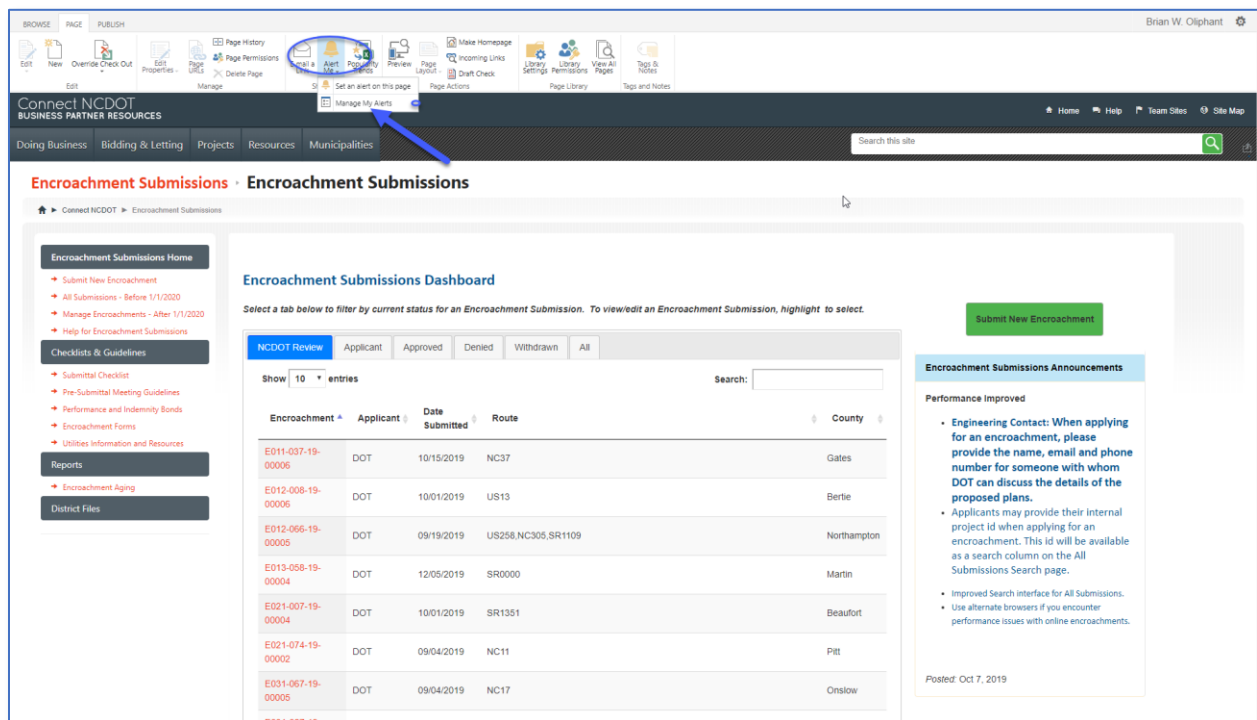 BROWSE PAGE PUBLISH
Brian W. Oliphant
Edit New Override Check Out Edit Properties Page URLs Page History Page Permissions Delete Page
Alert Me Preview Page Layout Make Homepage Incoming Links Draft Check Library Settings Library Permissions View All Pages Tags & Notes
Edit Manage Page Actions Page Library Tags and Notes
Set an alert on this page
Manage My Alerts
Connect NCDOT
BUSINESS PARTNER RESOURCES
Home Help Team Sites Site Map
Doing Business Bidding & Letting Projects Resources Municipalities
Search this site
Encroachment Submissions Encroachment Submissions
Connect NCDOT Encroachment Submissions
Encroachment Submissions Home
Submit New Encroachment
All Submissions - Before 1/1/2020
Manage Encroachments - After 1/1/2020
Help for Encroachment Submissions
Checklists & Guidelines
Submittal Checklist
Pre-Submittal Meeting Guidelines
Performance and Indemnity Bonds
Encroachment Forms
Utilities Information and Resources
Reports
Encroachment Aging
District Files
Encroachment Submissions Dashboard
Select a tab below to filter by current status for an Encroachment Submission. To view/edit an Encroachment Submission, highlight to select.
NCDOT Review Applicant Approved Denied Withdrawn All
Show 10 entries
Search:
Encroachment Applicant Date Submitted Route County
E011-037-19-00006 DOT 10/15/2019 NC37 Gates
E012-008-19-00006 DOT 10/01/2019 US13 Bertie
E012-066-19-00005 DOT 09/19/2019 US258,NC305,SR1109 Northampton
E013-058-19-00004 DOT 12/05/2019 SR0000 Martin
E021-007-19-00004 DOT 10/01/2019 SR1351 Beaufort
E021-074-19-00002 DOT 09/04/2019 NC11 Pitt
E031-067-19-00005 DOT 09/04/2019 NC17 Onslow
Submit New Encroachment
Encroachment Submissions Announcements
Performance Improved
Engineering Contact: When applying
for an encroachment, please
provide the name, email and phone
number for someone with whom
DOT can discuss the details of the
proposed plans.
Applicants may provide their internal
project id when applying for an
encroachment. This id will be available
as a search column on the All
Submissions Search page.
Improved Search interface for All Submissions.
Use alternate browsers if you encounter
performance issues with online encroachments.
Posted: Oct 7, 2019